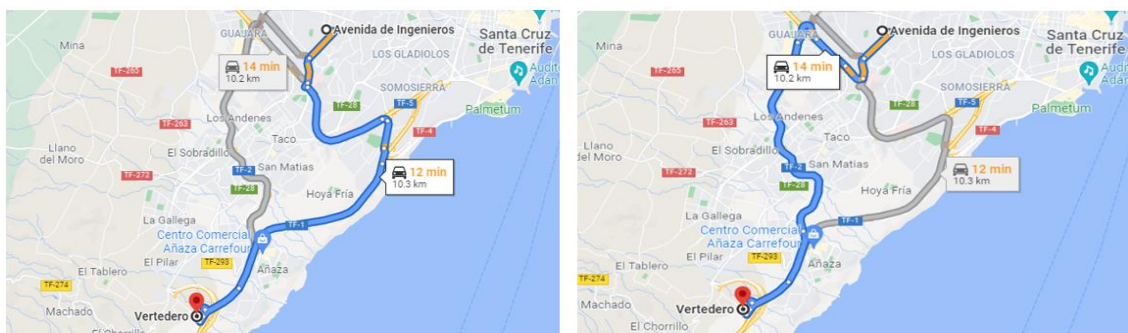 Avenida de Ingenieros
Santa Cruz
de Tenerife
Mina
GUAJARA
LOS GLADIOLOS
TF-265
14 min
10.2 km
Audito
Adán
SOMOSIERRA
TF-28
TF-5
Palmetum
Los Andenes
TF-263
Taco
TF-4
Llano
del Moro
El Sobradillo
San Matias
TF-2
TF-272
12 min
10.3 km
TF-28
Hoya Fría
La Gallega
TF-1
Centro Comercial
Añaza Carrefour
El Pilar
TF-293
Añaza
El Tablero
TF-274
Machado
Vertedero
El Chorrillo
Avenida de Ingenieros
Santa Cruz
de Tenerife
Mina
GUAJARA
LOS GLADIOLOS
TF-265
14 min
10.2 km
Audi
Adán
SOMOSIERRA
TF-28
TF-5
Palmetum
Los Andenes
TF-263
Taco
TF-4
Llano
del Moro
El Sobradillo
San Matias
TF-2
TF-272
12 min
10.3 km
TF-28
Hoya Fría
La Gallega
TF-1
Centro Comercial
Añaza Carrefour
El Pilar
TF-293
Añaza
El Tablero
TF-274
Machado
Vertedero
El Chorrillo